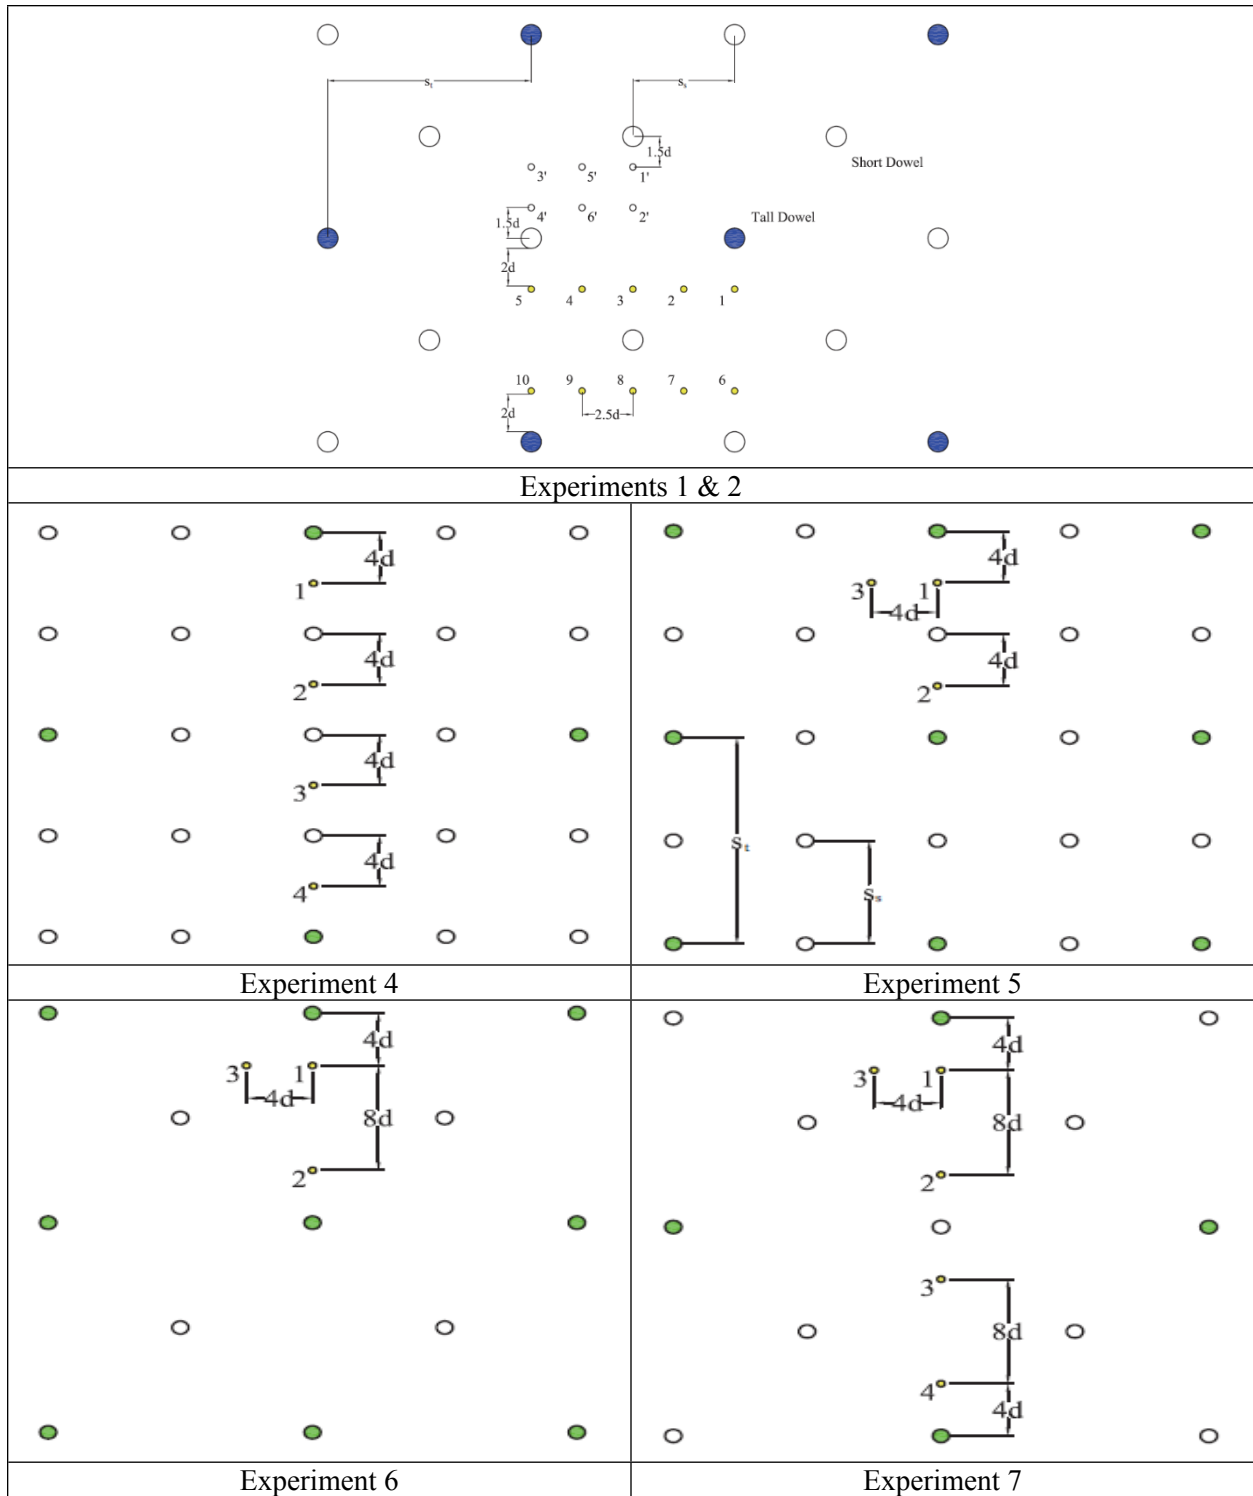 sₜ
sₛ
1.5d
Short Dowel
3' 5' 1'
1.5d
4' 6' 2'
Tall Dowel
2d
5 4 3 2 1
10 9 8 7 6
2d
2.5d
Experiments 1 & 2
4d
1
4d
2
4d
3
4d
4
4d
3 1
4d
4d
2
Sₜ
Sₛ
Experiment 4
Experiment 5
4d
3 1
4d
8d
2
4d
3 1
4d
8d
2
3
8d
4
4d
Experiment 6
Experiment 7